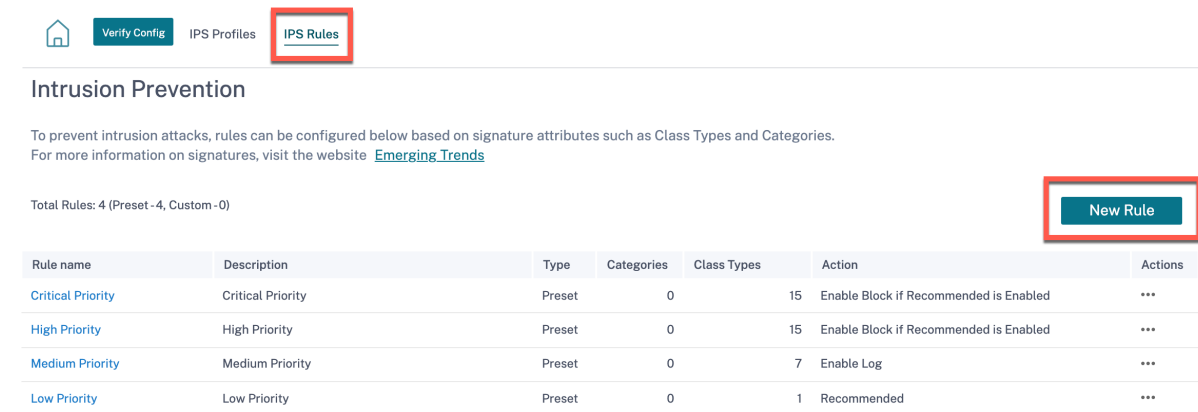 Verify Config IPS Profiles IPS Rules
Intrusion Prevention
To prevent intrusion attacks, rules can be configured below based on signature attributes such as Class Types and Categories.
For more information on signatures, visit the website Emerging Trends
Total Rules: 4 (Preset - 4, Custom - 0)
New Rule
Rule name Description Type Categories Class Types Action Actions
Critical Priority Critical Priority Preset 0 15 Enable Block if Recommended is Enabled •••
High Priority High Priority Preset 0 15 Enable Block if Recommended is Enabled •••
Medium Priority Medium Priority Preset 0 7 Enable Log •••
Low Priority Low Priority Preset 0 1 Recommended •••